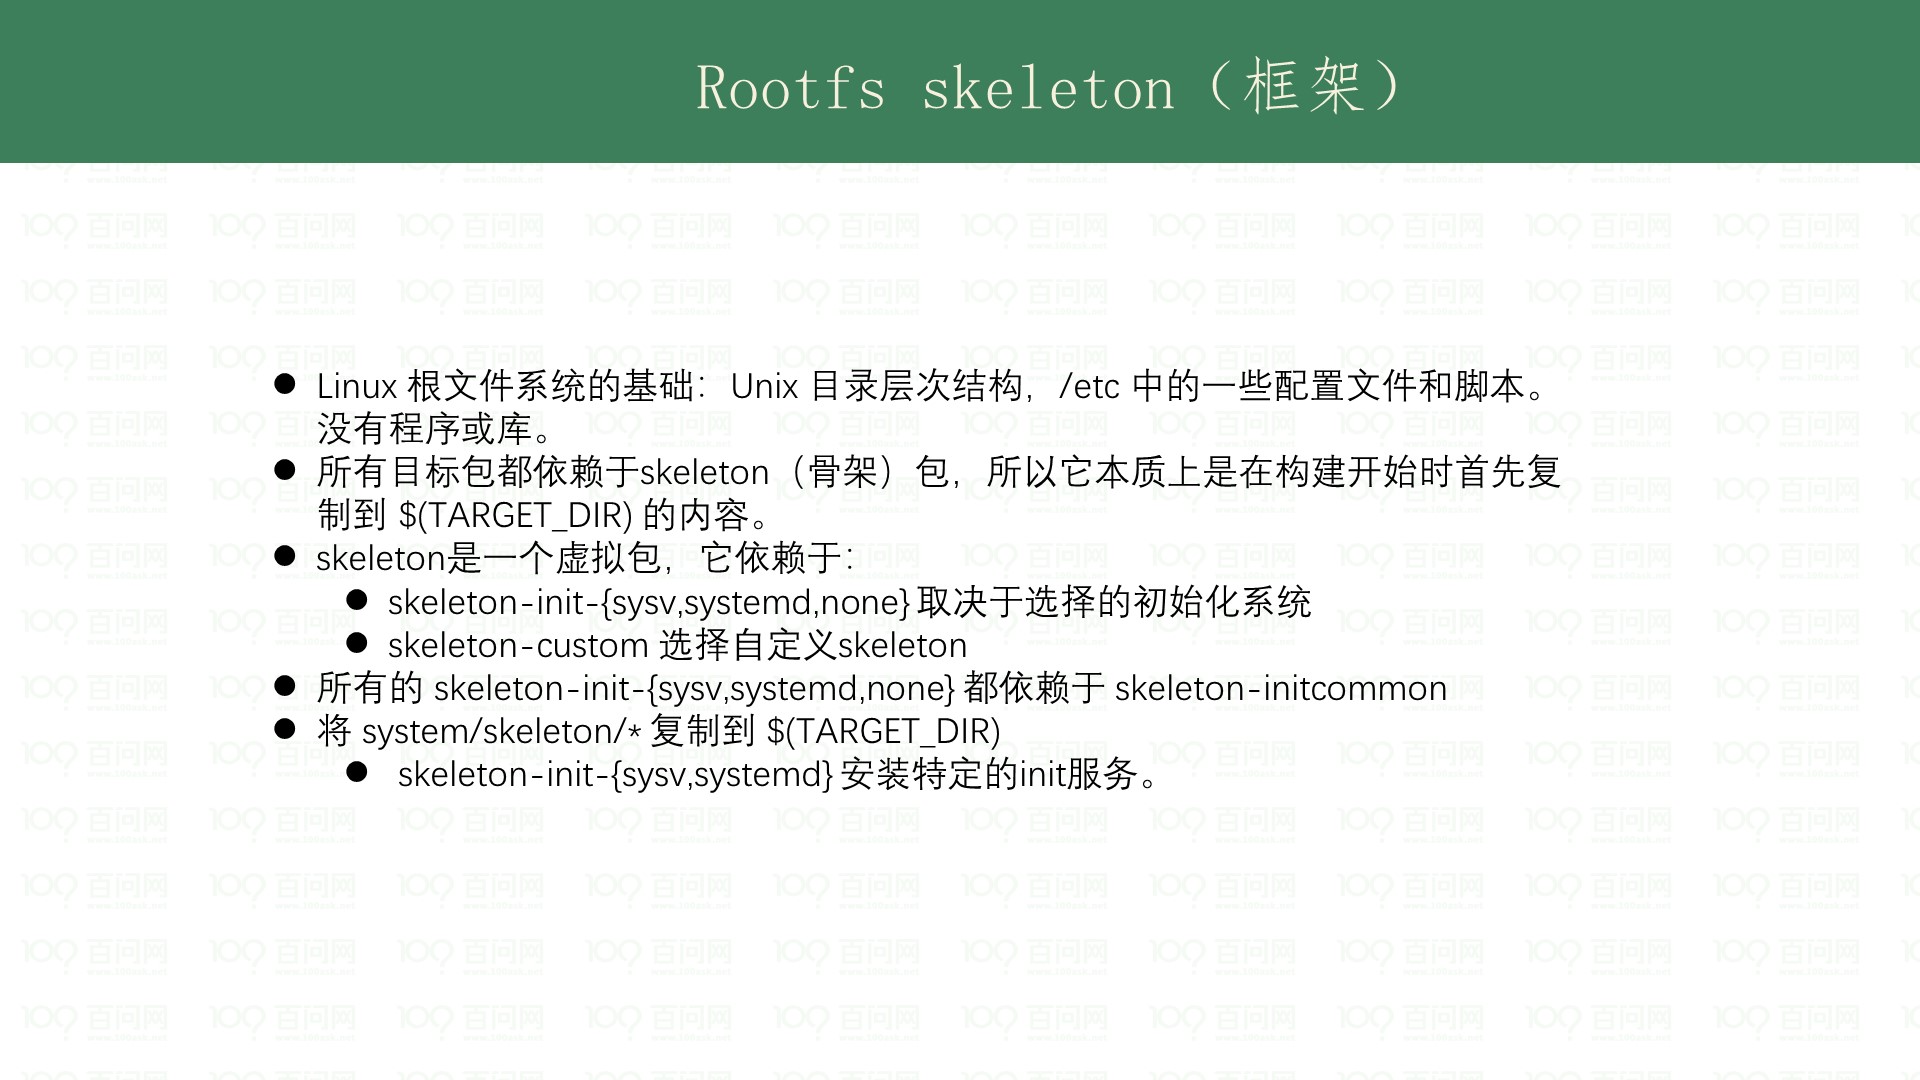 Rootfs skeleton（框架）
● Linux 根文件系统的基础：Unix 目录层次结构，/etc 中的一些配置文件和脚本。
没有程序或库。
● 所有目标包都依赖于skeleton（骨架）包，所以它本质上是在构建开始时首先复
制到 $(TARGET_DIR) 的内容。
● skeleton是一个虚拟包，它依赖于：
● skeleton-init-{sysv,systemd,none} 取决于选择的初始化系统
● skeleton-custom 选择自定义skeleton
● 所有的 skeleton-init-{sysv,systemd,none} 都依赖于 skeleton-initcommon
● 将 system/skeleton/* 复制到 $(TARGET_DIR)
● skeleton-init-{sysv,systemd} 安装特定的init服务。